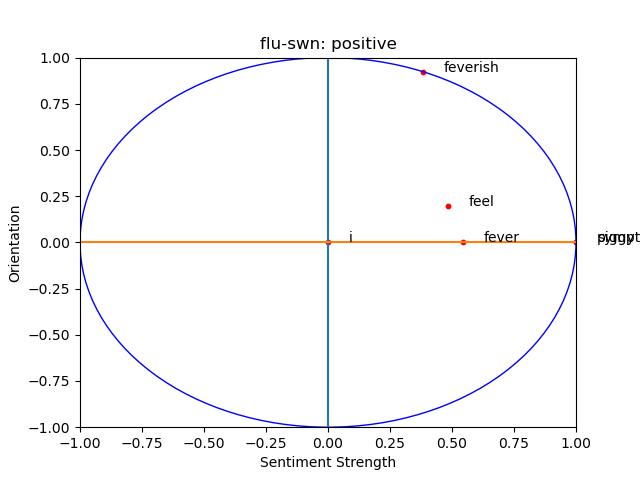 flu-swn: positive
1.00
feverish
0.75
0.50
0.25
feel
Orientation
0.00
i
fever
−0.25
−0.50
−0.75
−1.00
−1.00 −0.75 −0.50 −0.25 0.00 0.25 0.50 0.75 1.00
Sentiment Strength